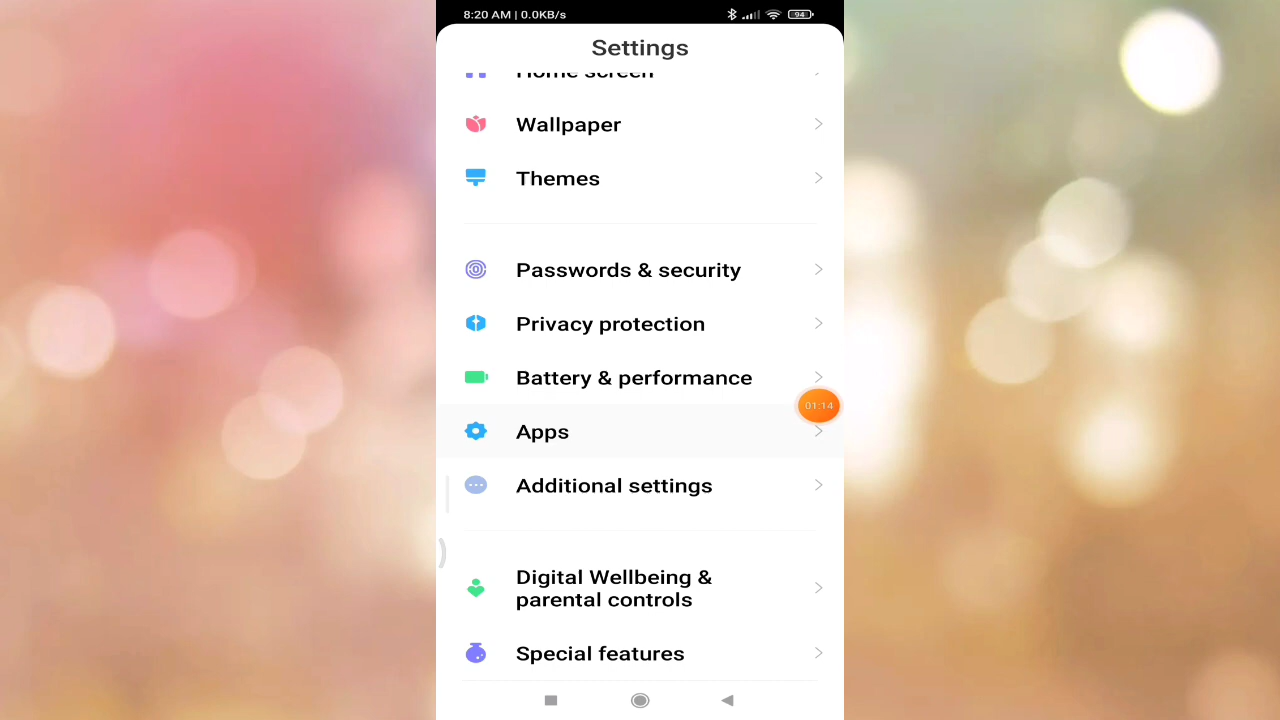 8:20 AM | 0.0KB/s
94
Settings
Home screen
Wallpaper
Themes
Passwords & security
Privacy protection
Battery & performance
01:14
Apps
Additional settings
Digital Wellbeing &
parental controls
Special features